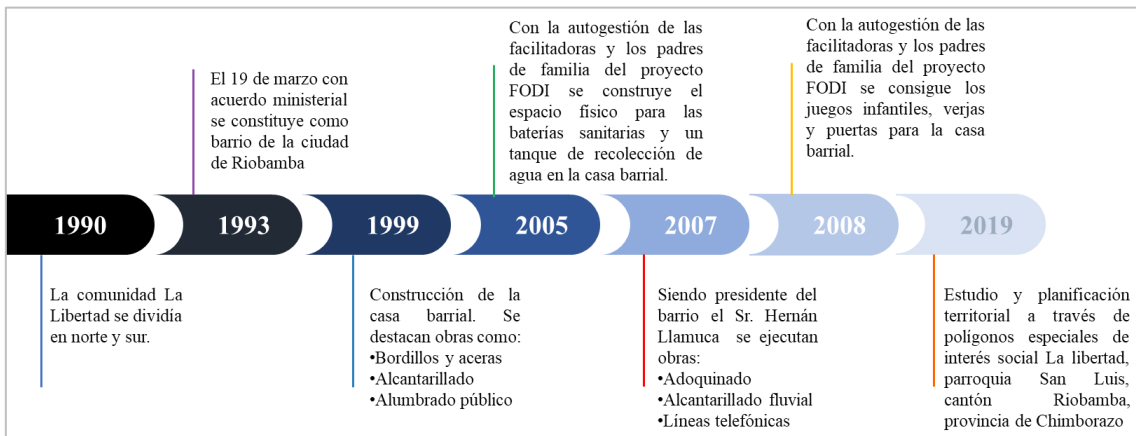 Con la autogestión de las
facilitadoras y los padres
de familia del proyecto
FODI se construye el
espacio físico para las
baterías sanitarias y un
tanque de recolección de
agua en la casa barrial.
Con la autogestión de las
facilitadoras y los padres
de familia del proyecto
FODI se consigue los
juegos infantiles, verjas
y puertas para la casa
barrial.
El 19 de marzo con
acuerdo ministerial
se constituye como
barrio de la ciudad
de Riobamba
1990
1993
1999
2005
2007
2008
2019
La comunidad La
Libertad se dividía
en norte y sur.
Construcción de la
casa barrial. Se
destacan obras como:
•Bordillos y aceras
•Alcantarillado
•Alumbrado público
Siendo presidente del
barrio el Sr. Hernán
Llamuca se ejecutan
obras:
•Adoquinado
•Alcantarillado fluvial
•Líneas telefónicas
Estudio y planificación
territorial a través de
polígonos especiales de
interés social La libertad,
parroquia San Luis,
cantón Riobamba,
provincia de Chimborazo